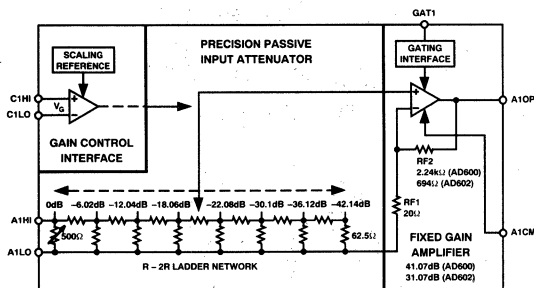 GAT1
SCALING
REFERENCE
PRECISION PASSIVE
INPUT ATTENUATOR
GATING
INTERFACE
C1HI
C1LO
+
VG
−
+
−
A1OP
GAIN CONTROL
INTERFACE
RF2
2.24kΩ (AD600)
694Ω (AD602)
0dB −6.02dB −12.04dB −18.06dB −22.08dB −30.1dB −36.12dB −42.14dB
RF1
20Ω
A1HI
500Ω
62.5Ω
A1LO
A1CM
R – 2R LADDER NETWORK
FIXED GAIN
AMPLIFIER
41.07dB (AD600)
31.07dB (AD602)